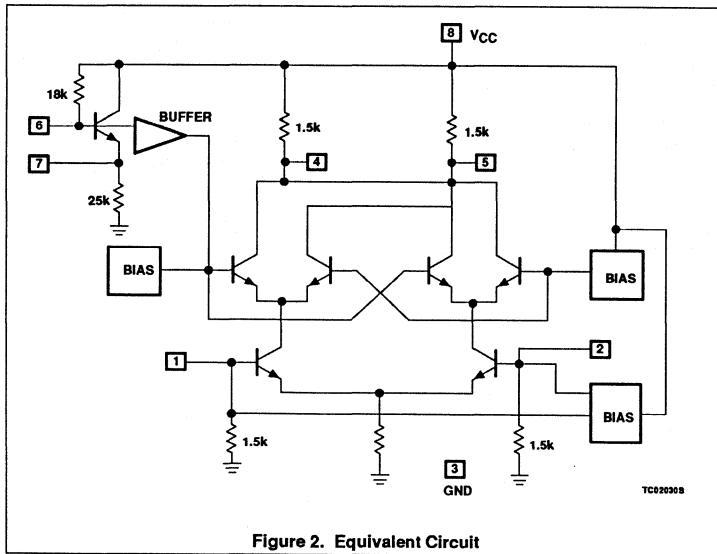 8 VCC
18k
BUFFER
6
1.5k
1.5k
7
4
5
25k
BIAS
BIAS
1
2
BIAS
1.5k
1.5k
3
GND
TC02030S
Figure 2. Equivalent Circuit